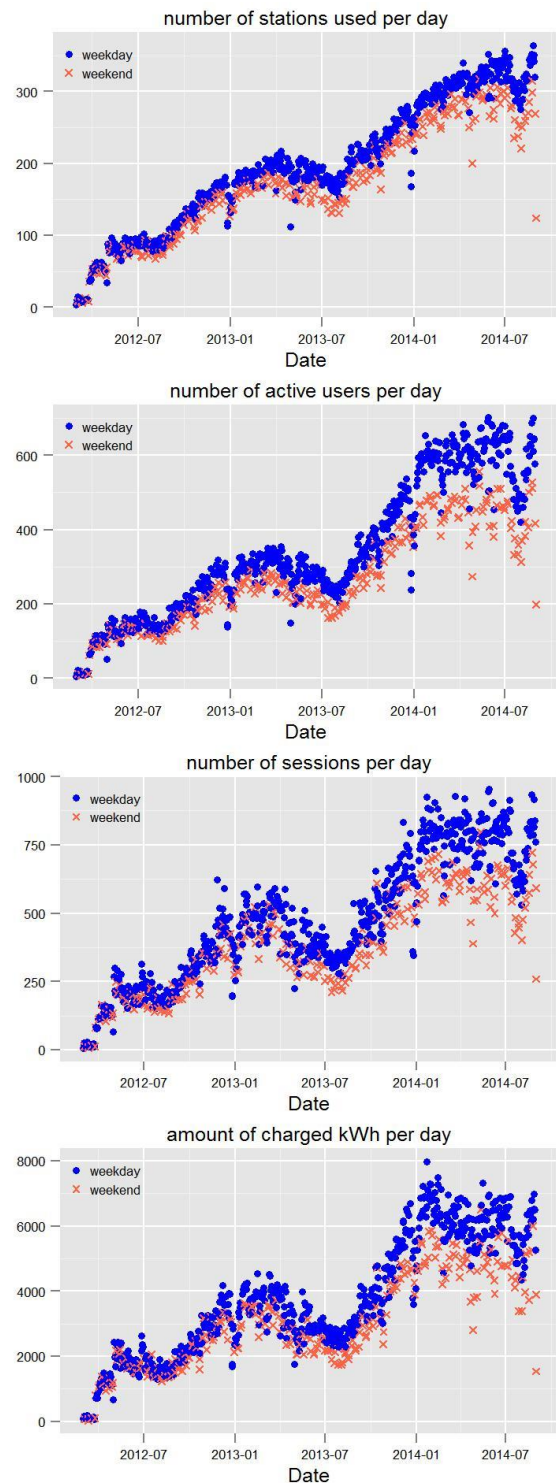 number of stations used per day
weekday
weekend
300
200
100
0
2012-07 2013-01 2013-07 2014-01 2014-07
Date
number of active users per day
weekday
weekend
600
400
200
0
2012-07 2013-01 2013-07 2014-01 2014-07
Date
number of sessions per day
1000
weekday
weekend
750
500
250
0
2012-07 2013-01 2013-07 2014-01 2014-07
Date
amount of charged kWh per day
8000
weekday
weekend
6000
4000
2000
0
2012-07 2013-01 2013-07 2014-01 2014-07
Date